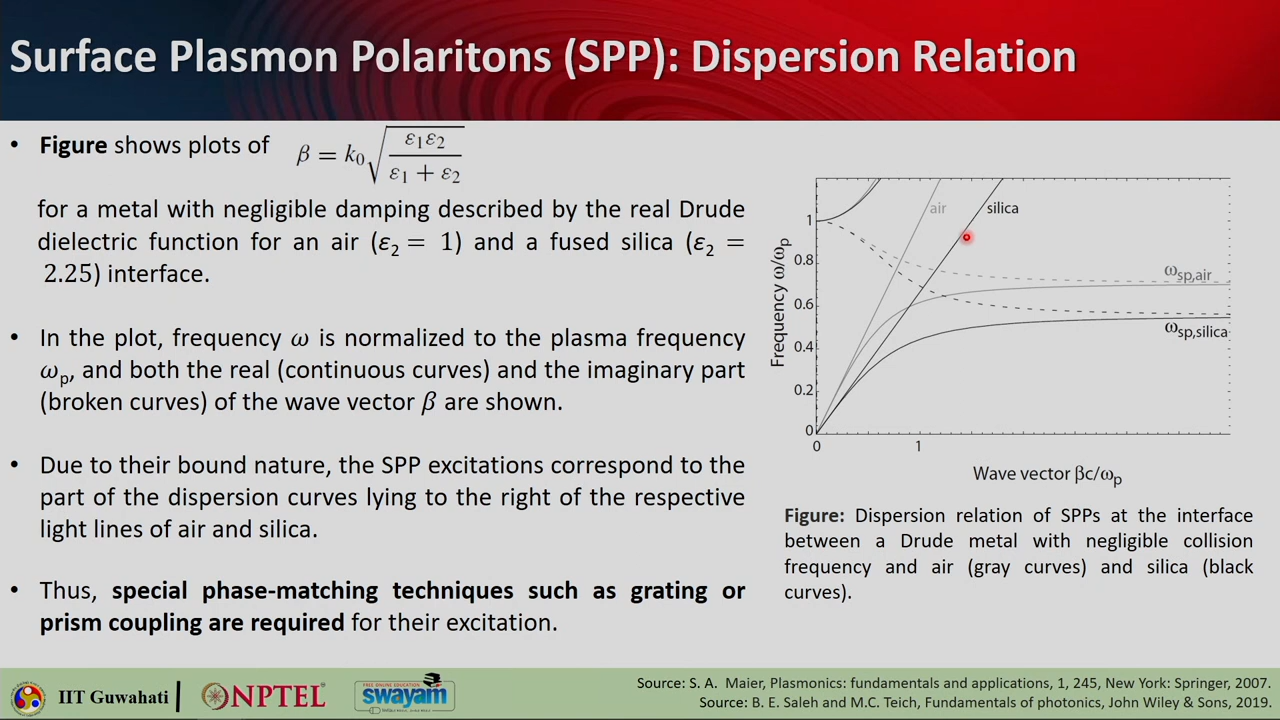 Surface Plasmon Polaritons (SPP): Dispersion Relation
• Figure shows plots of β = k₀√(ε₁ε₂ / (ε₁ + ε₂))
for a metal with negligible damping described by the real Drude
dielectric function for an air (ε₂ = 1) and a fused silica (ε₂ =
2.25) interface.
• In the plot, frequency ω is normalized to the plasma frequency
ωp, and both the real (continuous curves) and the imaginary part
(broken curves) of the wave vector β are shown.
• Due to their bound nature, the SPP excitations correspond to the
part of the dispersion curves lying to the right of the respective
light lines of air and silica.
• Thus, special phase-matching techniques such as grating or
prism coupling are required for their excitation.
Frequency ω/ωp
1
0.8
0.6
0.4
0.2
0
air
silica
ωsp,air
ωsp,silica
0 1
Wave vector βc/ωp
Figure: Dispersion relation of SPPs at the interface
between a Drude metal with negligible collision
frequency and air (gray curves) and silica (black
curves).
IIT Guwahati
NPTEL
FREE ONLINE EDUCATION
swayam
Source: S. A. Maier, Plasmonics: fundamentals and applications, 1, 245, New York: Springer, 2007.
Source: B. E. Saleh and M.C. Teich, Fundamentals of photonics, John Wiley & Sons, 2019.